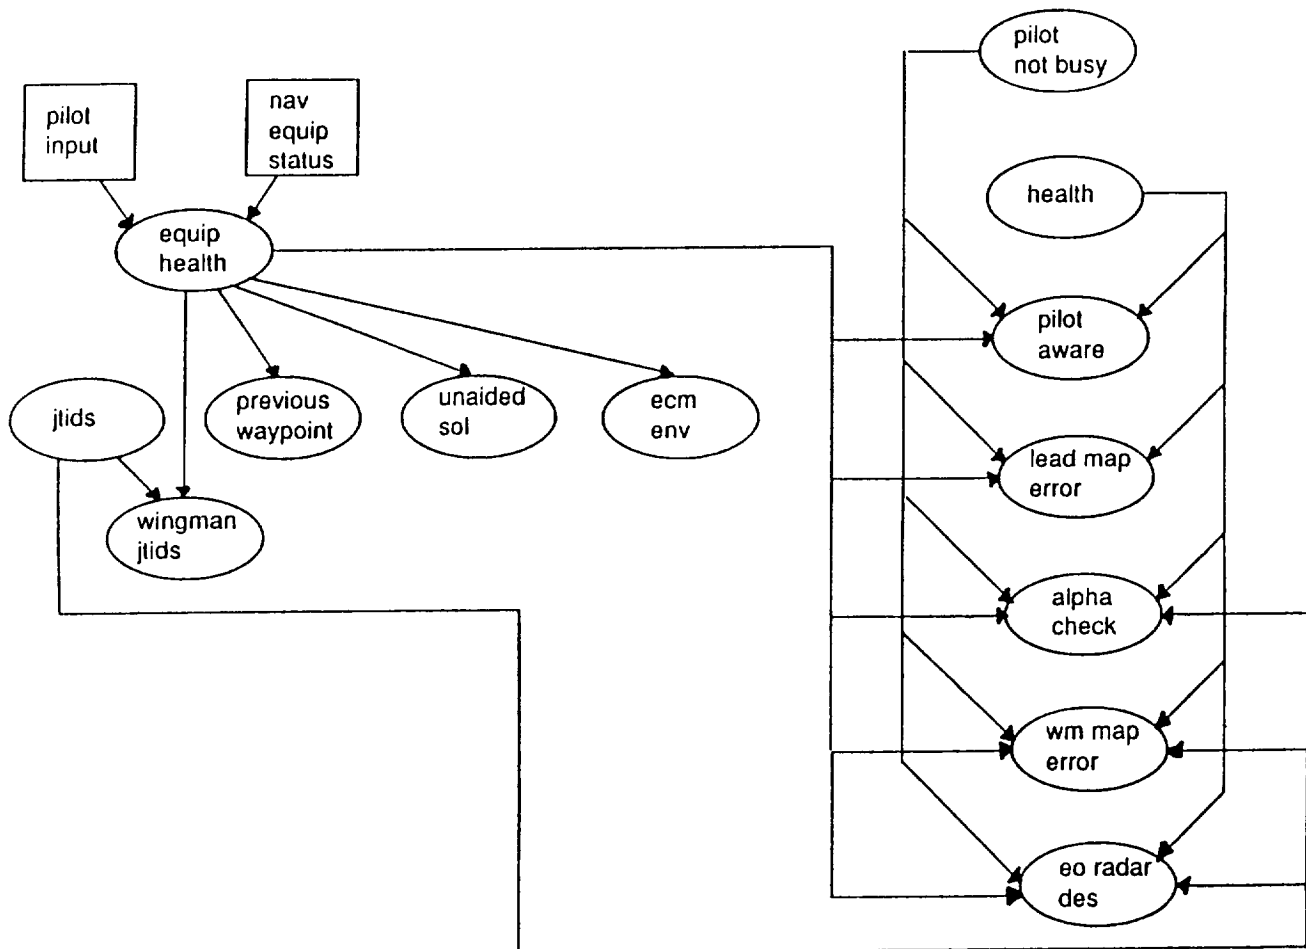 pilot
not busy
pilot
input
nav
equip
status
health
equip
health
pilot
aware
jtids
previous
waypoint
unaided
sol
ecm
env
lead map
error
wingman
jtids
alpha
check
wm map
error
eo radar
des